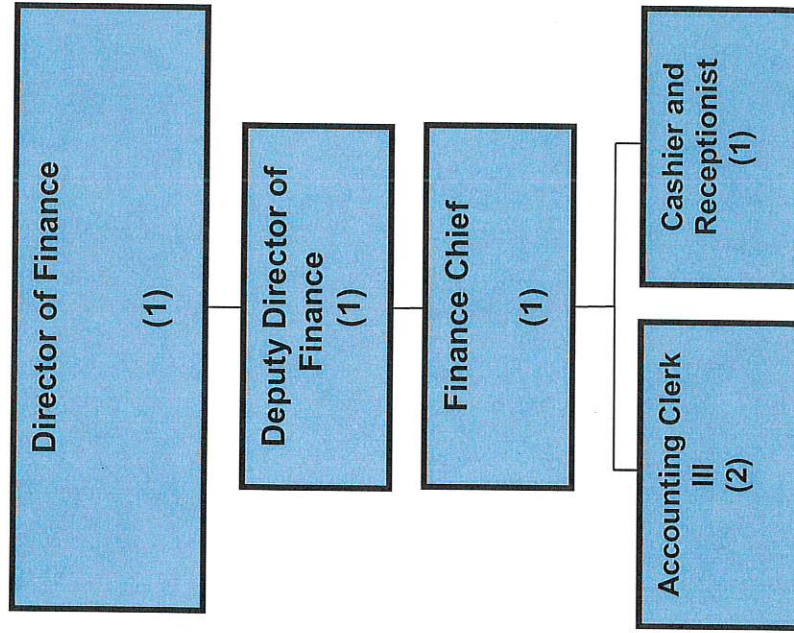 Director of Finance
(1)
Deputy Director of
Finance
(1)
Finance Chief
(1)
Accounting Clerk
III
(2)
Cashier and
Receptionist
(1)